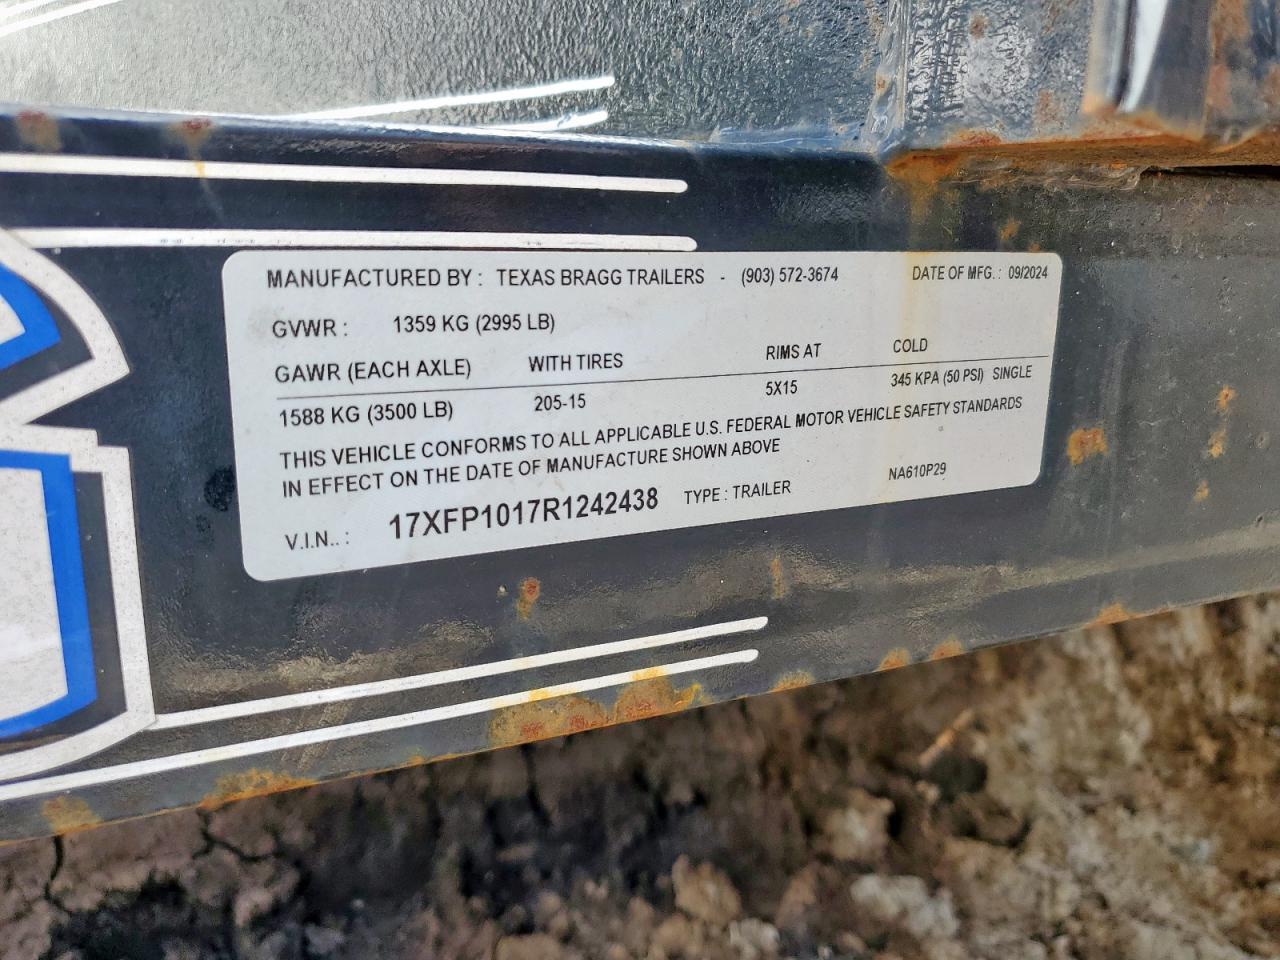 MANUFACTURED BY : TEXAS BRAGG TRAILERS - (903) 572-3674 DATE OF MFG. : 09/2024
GVWR : 1359 KG (2995 LB)
GAWR (EACH AXLE) WITH TIRES RIMS AT COLD
1588 KG (3500 LB) 205-15 5X15 345 KPA (50 PSI) SINGLE
THIS VEHICLE CONFORMS TO ALL APPLICABLE U.S. FEDERAL MOTOR VEHICLE SAFETY STANDARDS
IN EFFECT ON THE DATE OF MANUFACTURE SHOWN ABOVE
V.I.N.. : 17XFP1017R1242438 TYPE : TRAILER NA610P29